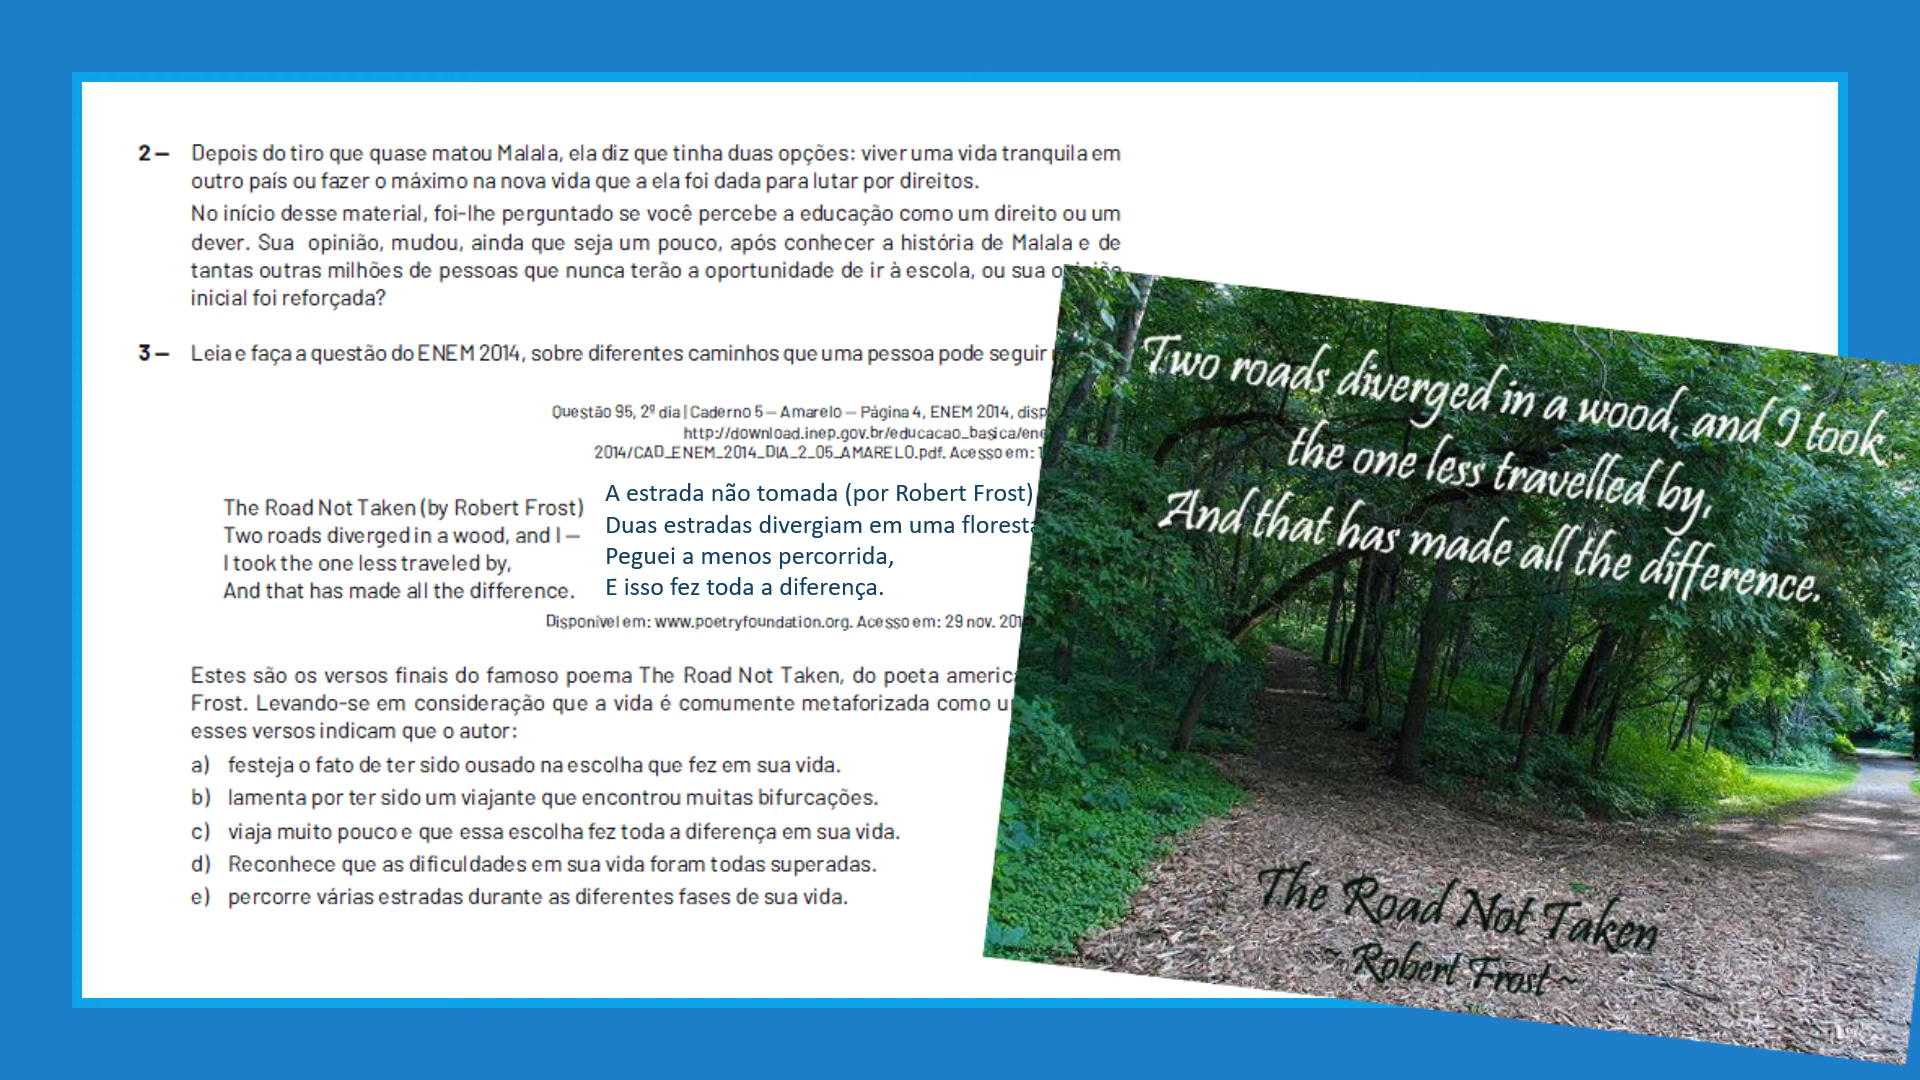 2 – Depois do tiro que quase matou Malala, ela diz que tinha duas opções: viver uma vida tranquila em
outro país ou fazer o máximo na nova vida que a ela foi dada para lutar por direitos.
No início desse material, foi-lhe perguntado se você percebe a educação como um direito ou um
dever. Sua opinião, mudou, ainda que seja um pouco, após conhecer a história de Malala e de
tantas outras milhões de pessoas que nunca terão a oportunidade de ir à escola, ou sua opinião
inicial foi reforçada?
3 – Leia e faça a questão do ENEM 2014, sobre diferentes caminhos que uma pessoa pode seguir
Questão 95, 2º dia | Caderno 5 – Amarelo – Página 4, ENEM 2014, disp
http://download.inep.gov.br/educacao_basica/ene
2014/CAD_ENEM_2014_DIA_2_05_AMARELO.pdf. Acesso em: 1
The Road Not Taken (by Robert Frost)
Two roads diverged in a wood, and I –
I took the one less traveled by,
And that has made all the difference.
A estrada não tomada (por Robert Frost)
Duas estradas divergiam em uma floresta
Peguei a menos percorrida,
E isso fez toda a diferença.
Disponível em: www.poetryfoundation.org. Acesso em: 29 nov. 201
Estes são os versos finais do famoso poema The Road Not Taken, do poeta americ
Frost. Levando-se em consideração que a vida é comumente metaforizada como u
esses versos indicam que o autor:
a) festeja o fato de ter sido ousado na escolha que fez em sua vida.
b) lamenta por ter sido um viajante que encontrou muitas bifurcações.
c) viaja muito pouco e que essa escolha fez toda a diferença em sua vida.
d) Reconhece que as dificuldades em sua vida foram todas superadas.
e) percorre várias estradas durante as diferentes fases de sua vida.
Two roads diverged in a wood, and I took
the one less travelled by,
And that has made all the difference.
The Road Not Taken
~ Robert Frost ~